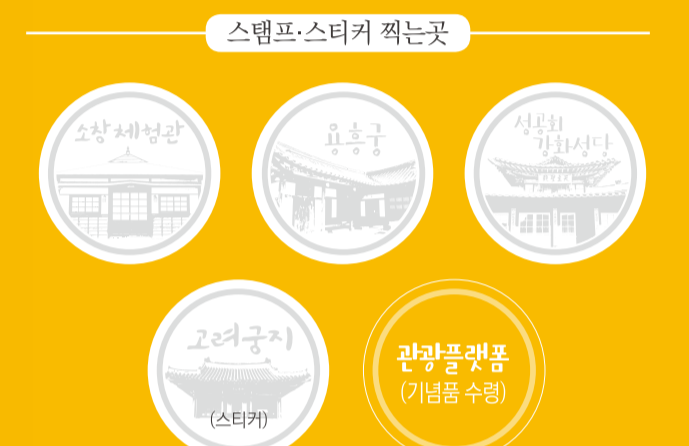 스탬프·스티커 찍는곳
소창체험관
용흥궁
성공회
강화성당
고려궁지
(스티커)
관광플랫폼
(기념품 수령)